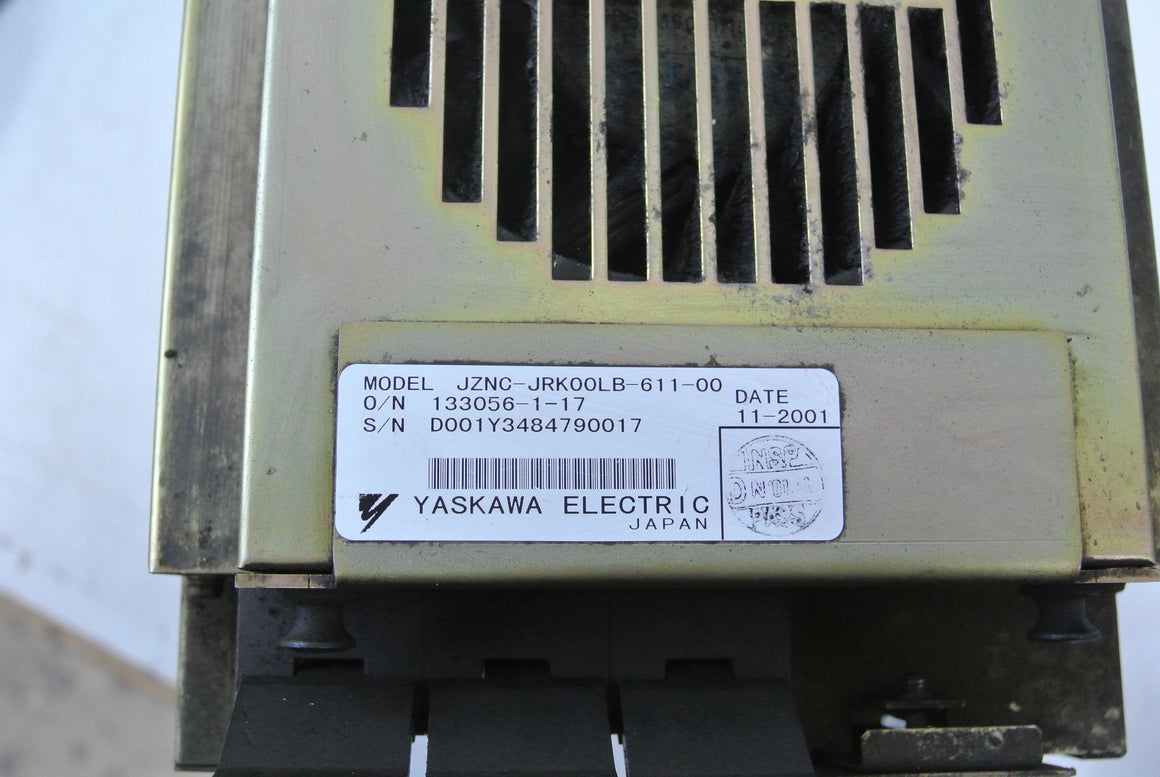 MODEL JZNC-JRK00LB-611-00
O/N 133056-1-17
S/N D001Y3484790017
DATE
11-2001
YASKAWA ELECTRIC
JAPAN